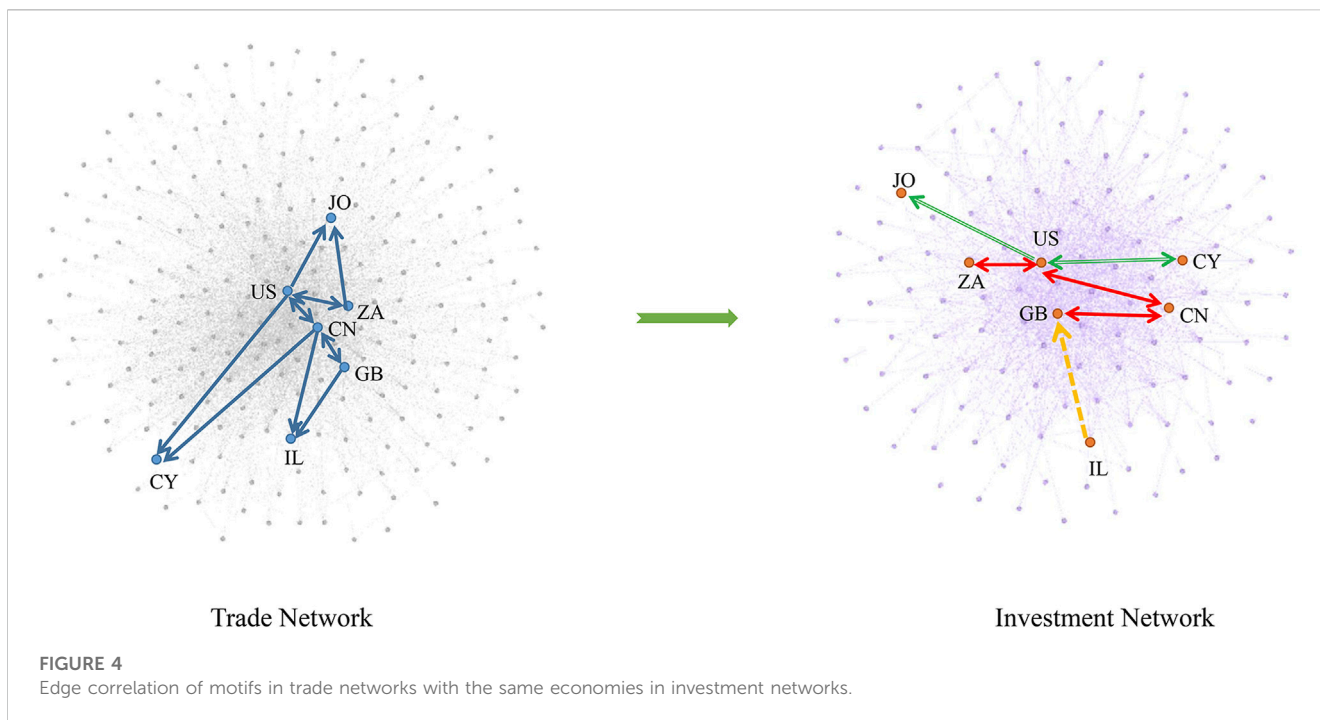 JO
US
ZA
CN
GB
IL
CY
JO
US
CY
ZA
GB
CN
IL
Trade Network
Investment Network
FIGURE 4
Edge correlation of motifs in trade networks with the same economies in investment networks.